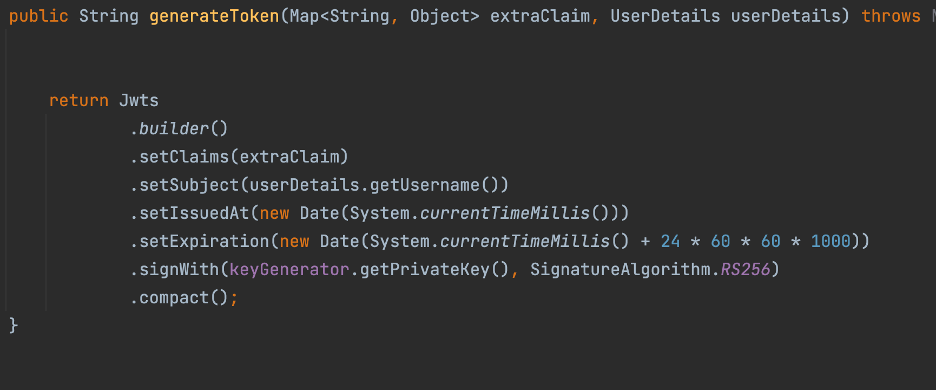 public String generateToken(Map<String, Object> extraClaim, UserDetails userDetails) throws
return Jwts
.builder()
.setClaims(extraClaim)
.setSubject(userDetails.getUsername())
.setIssuedAt(new Date(System.currentTimeMillis()))
.setExpiration(new Date(System.currentTimeMillis() + 24 * 60 * 60 * 1000))
.signWith(keyGenerator.getPrivateKey(), SignatureAlgorithm.RS256)
.compact();
}